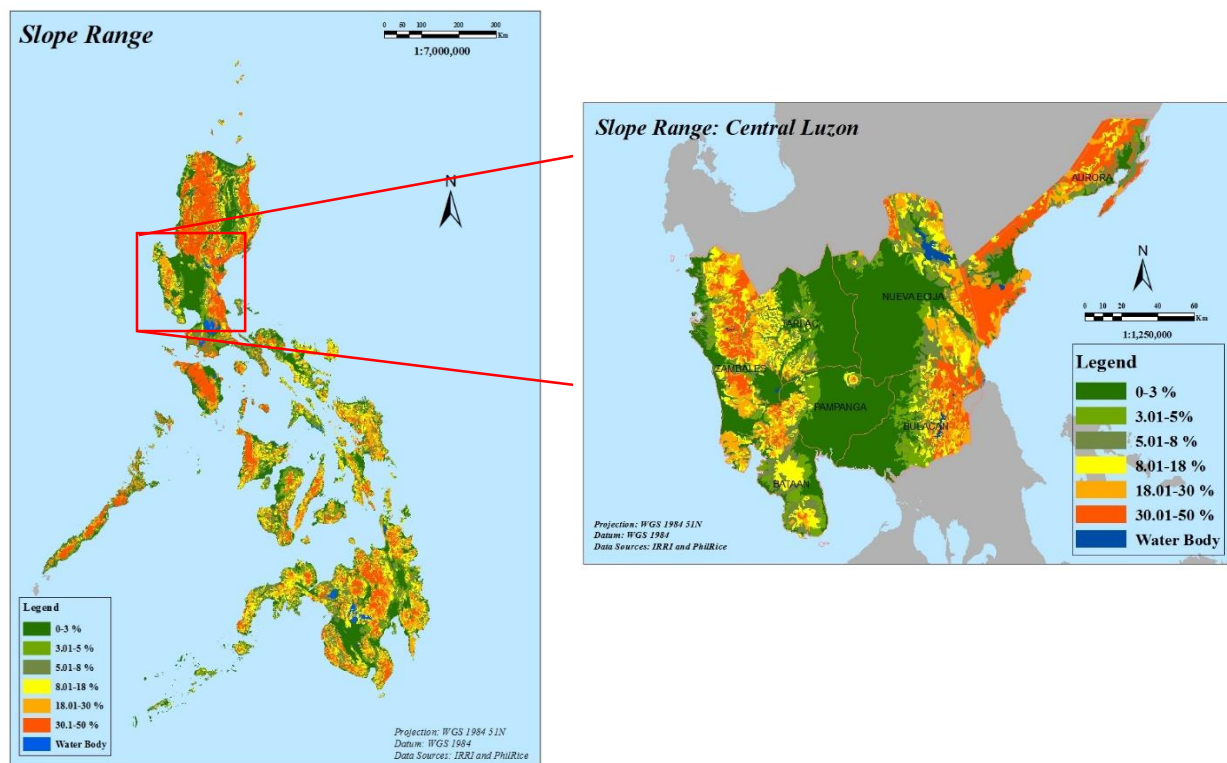 Slope Range
0 50 100 200 300
Km
1:7,000,000
N
Legend
0-3 %
3.01-5 %
5.01-8 %
8.01-18 %
18.01-30 %
30.1-50 %
Water Body
Projection: WGS 1984 51N
Datum: WGS 1984
Data Sources: IRRI and PhilRice
Slope Range: Central Luzon
AURORA
N
NUEVA ECIJA
TARLAC
ZAMBALES
PAMPANGA
BULACAN
BATAAN
0 5 10 20 40 60
Km
1:1,250,000
Legend
0-3 %
3.01-5%
5.01-8 %
8.01-18 %
18.01-30 %
30.01-50 %
Water Body
Projection: WGS 1984 51N
Datum: WGS 1984
Data Sources: IRRI and PhilRice